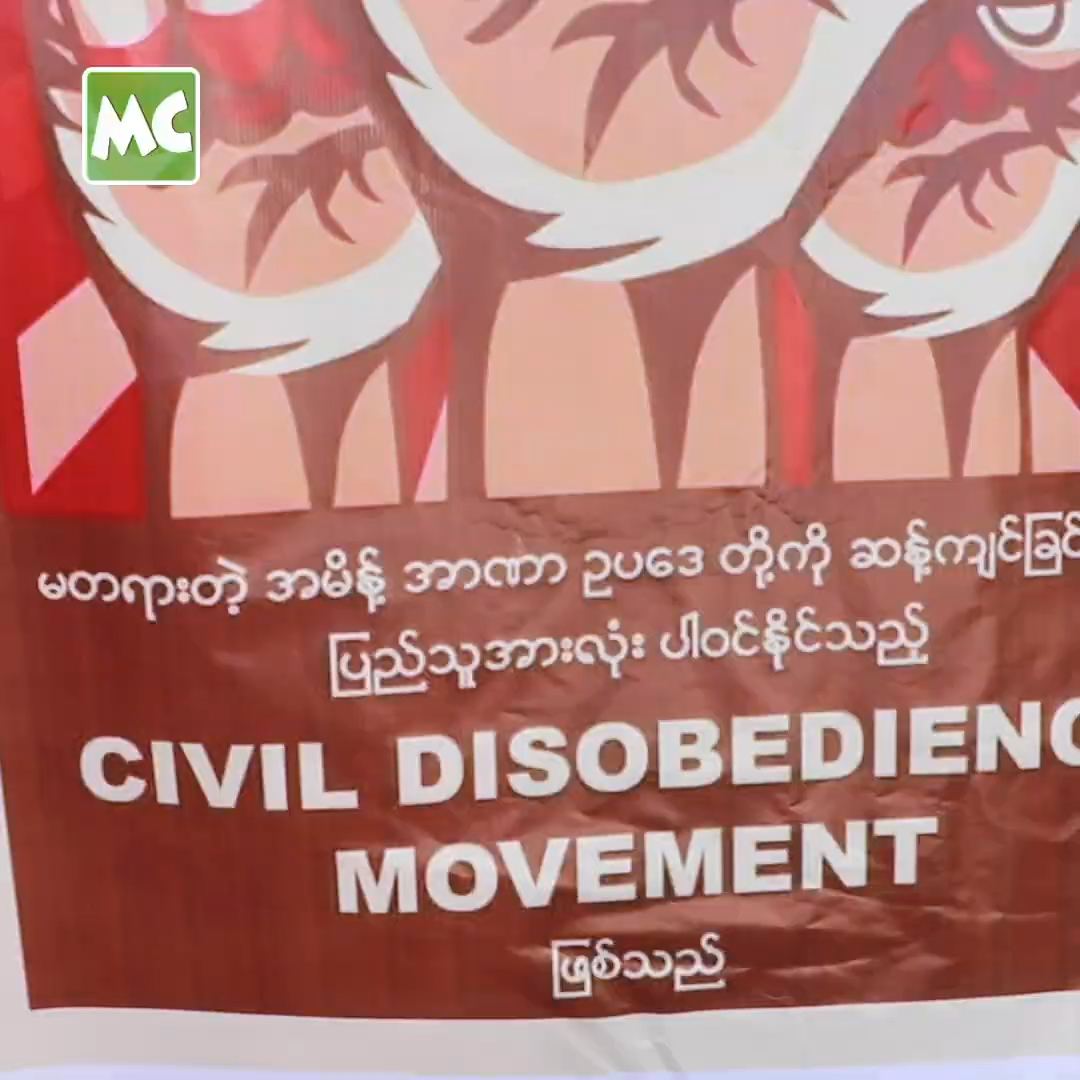 MC
မတရားတဲ့ အမိန့် အာဏာ ဥပဒေ တို့ကို ဆန့်ကျင်ခြင်
ပြည်သူအားလုံး ပါဝင်နိုင်သည့်
CIVIL DISOBEDIENC
MOVEMENT
ဖြစ်သည်